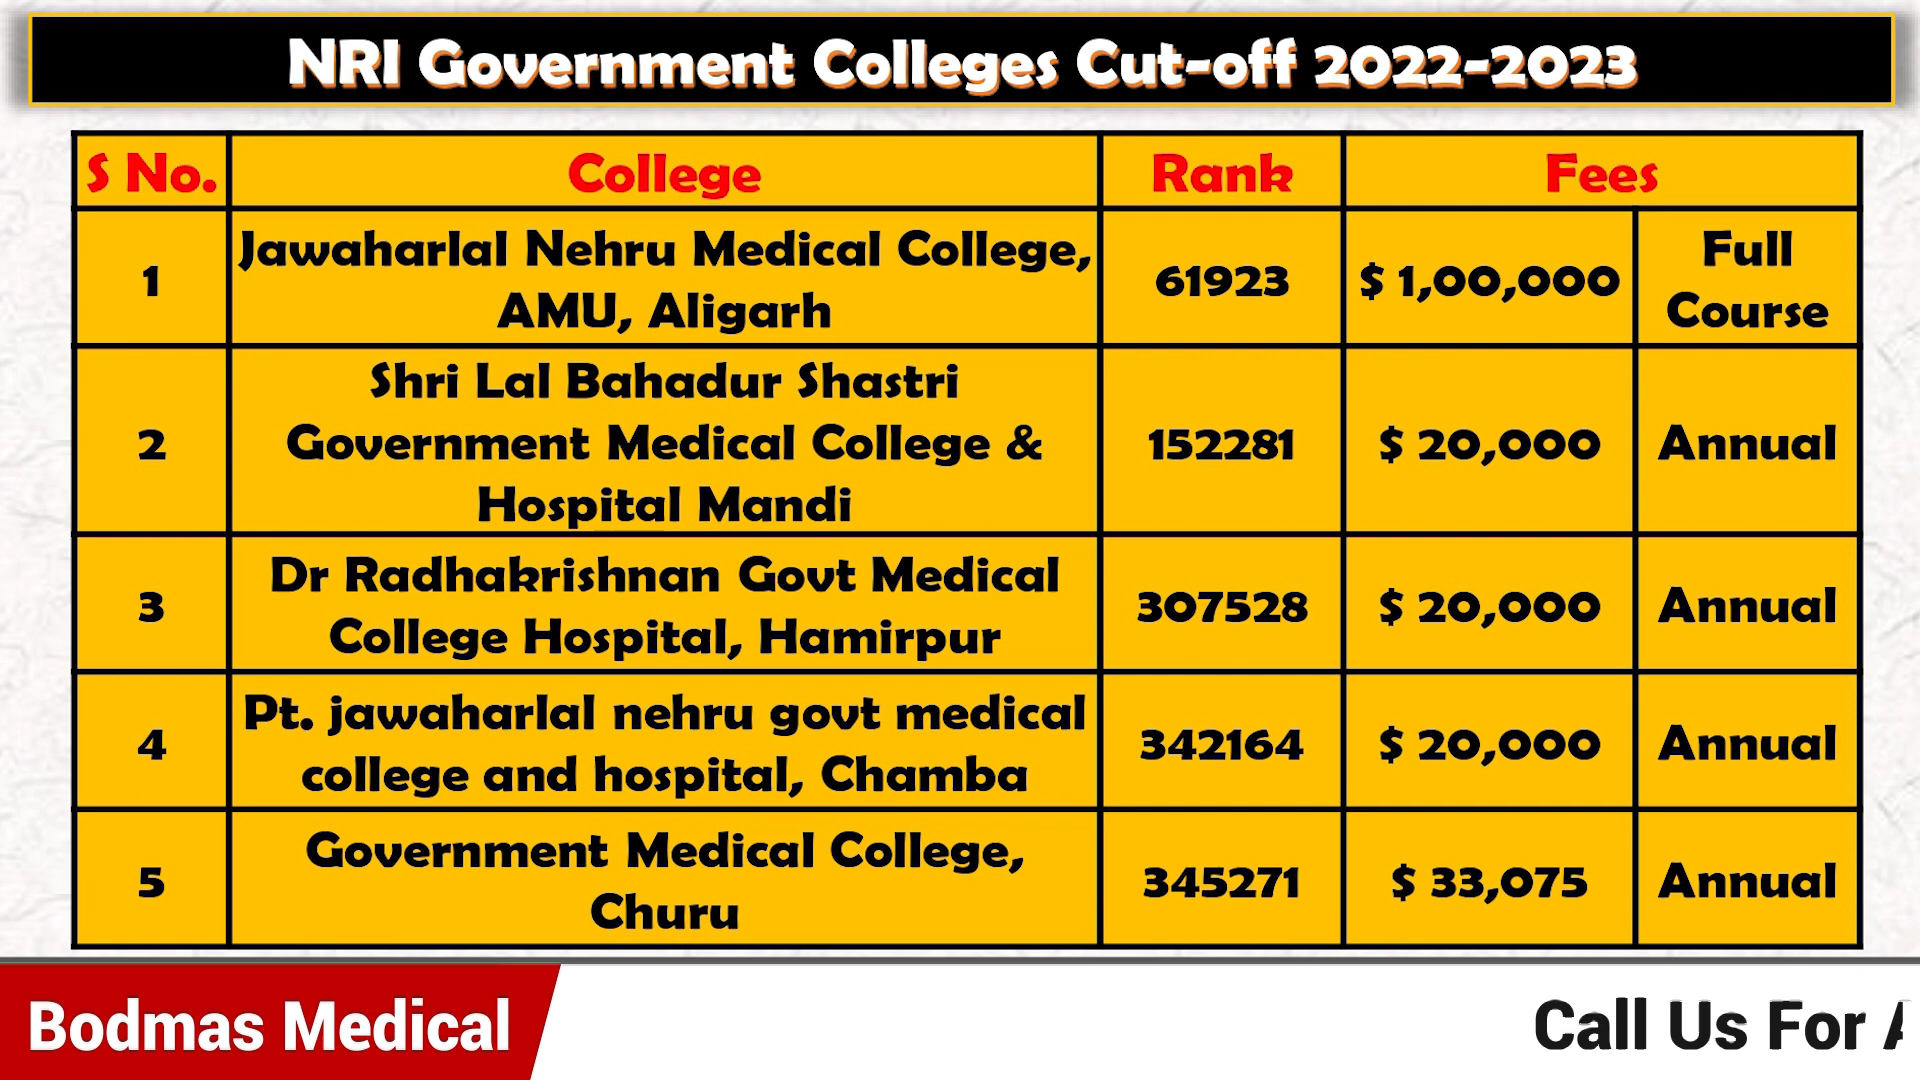 NRI Government Colleges Cut-off 2022-2023
S No. College Rank Fees
1 Jawaharlal Nehru Medical College, AMU, Aligarh 61923 $ 1,00,000 Full Course
2 Shri Lal Bahadur Shastri Government Medical College & Hospital Mandi 152281 $ 20,000 Annual
3 Dr Radhakrishnan Govt Medical College Hospital, Hamirpur 307528 $ 20,000 Annual
4 Pt. jawaharlal nehru govt medical college and hospital, Chamba 342164 $ 20,000 Annual
5 Government Medical College, Churu 345271 $ 33,075 Annual
Bodmas Medical
Call Us For